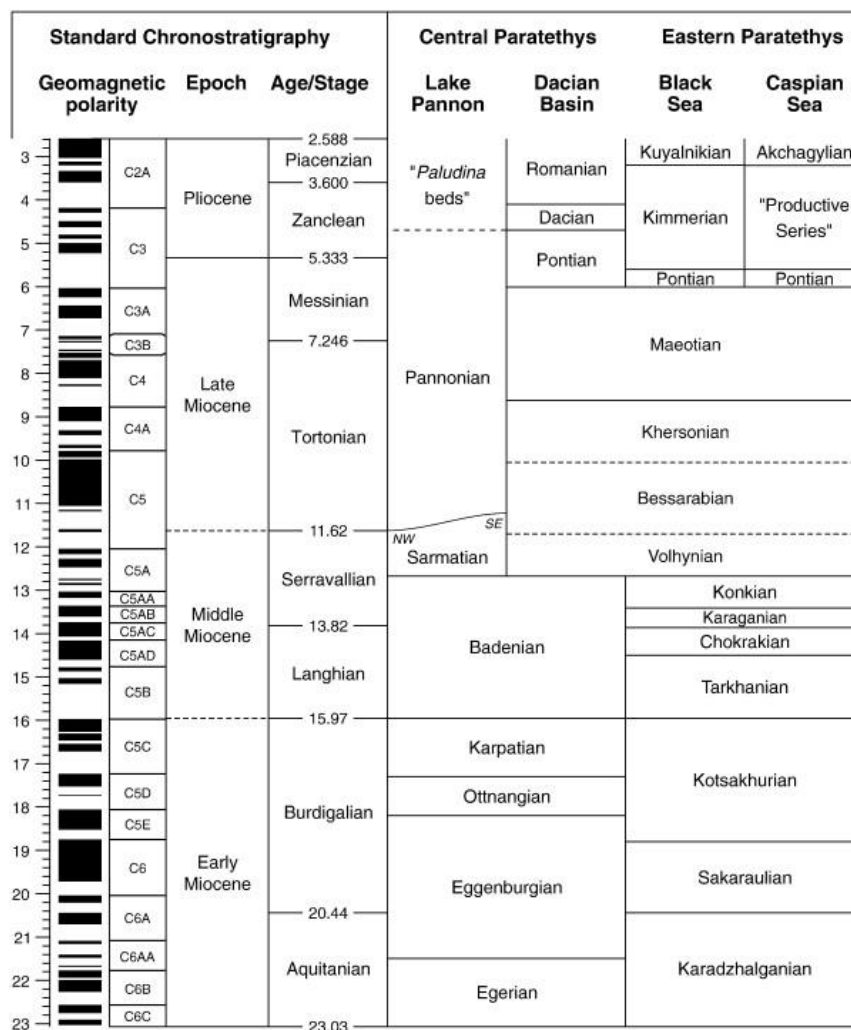 Standard Chronostratigraphy
Central Paratethys
Eastern Paratethys
Geomagnetic polarity
Epoch
Age/Stage
Lake Pannon
Dacian Basin
Black Sea
Caspian Sea
3
4
5
6
7
8
9
10
11
12
13
14
15
16
17
18
19
20
21
22
23
C2A
C3
C3A
C3B
C4
C4A
C5
C5A
C5AA
C5AB
C5AC
C5AD
C5B
C5C
C5D
C5E
C6
C6A
C6AA
C6B
C6C
Pliocene
Late
Miocene
Middle
Miocene
Early
Miocene
2.588
Piacenzian
3.600
Zanclean
5.333
Messinian
7.246
Tortonian
11.62
Serravallian
13.82
Langhian
15.97
Burdigalian
20.44
Aquitanian
23.03
"Paludina
beds"
Pannonian
NW
SE
Sarmatian
Romanian
Dacian
Pontian
Kuyalnikian
Kimmerian
Pontian
Akchagylian
"Productive
Series"
Pontian
Maeotian
Khersonian
Bessarabian
Volhynian
Badenian
Karpatian
Ottnangian
Eggenburgian
Egerian
Konkian
Karaganian
Chokrakian
Tarkhanian
Kotsakhurian
Sakaraulian
Karadzhalganian